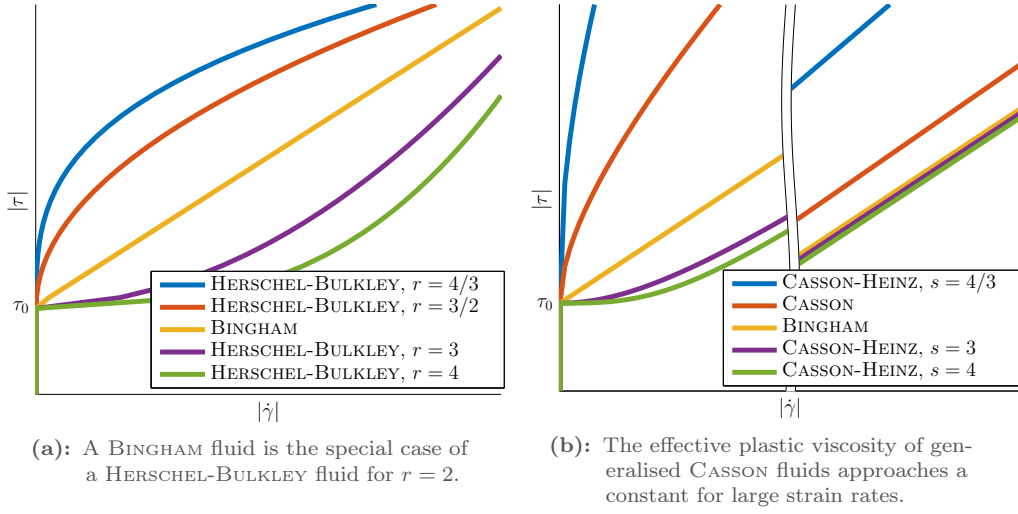 |τ|
τ₀
HERSCHEL-BULKLEY, r = 4/3
HERSCHEL-BULKLEY, r = 3/2
BINGHAM
HERSCHEL-BULKLEY, r = 3
HERSCHEL-BULKLEY, r = 4
|γ̇|
(a): A BINGHAM fluid is the special case of
a HERSCHEL-BULKLEY fluid for r = 2.
|τ|
τ₀
CASSON-HEINZ, s = 4/3
CASSON
BINGHAM
CASSON-HEINZ, s = 3
CASSON-HEINZ, s = 4
|γ̇|
(b): The effective plastic viscosity of gen-
eralised CASSON fluids approaches a
constant for large strain rates.